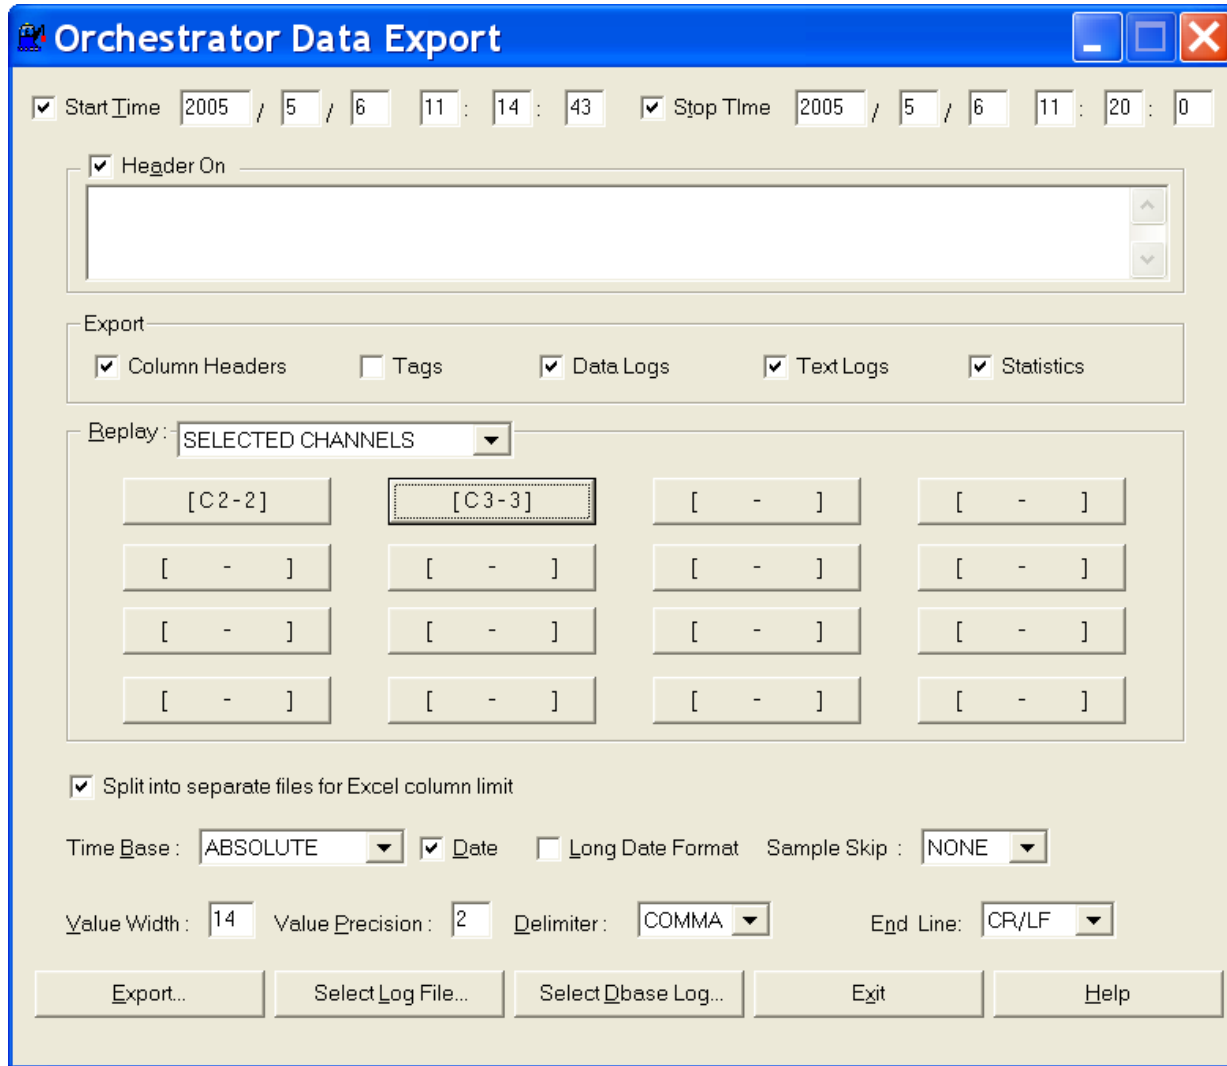 Orchestrator Data Export
Start Time 2005 / 5 / 6 11 : 14 : 43 Stop TIme 2005 / 5 / 6 11 : 20 : 0
Header On
Export
Column Headers Tags Data Logs Text Logs Statistics
Replay : SELECTED CHANNELS
[C2-2] [C3-3] [ - ] [ - ]
[ - ] [ - ] [ - ] [ - ]
[ - ] [ - ] [ - ] [ - ]
[ - ] [ - ] [ - ] [ - ]
Split into separate files for Excel column limit
Time Base : ABSOLUTE Date Long Date Format Sample Skip : NONE
Value Width : 14 Value Precision : 2 Delimiter : COMMA End Line: CR/LF
Export... Select Log File... Select Dbase Log... Exit Help